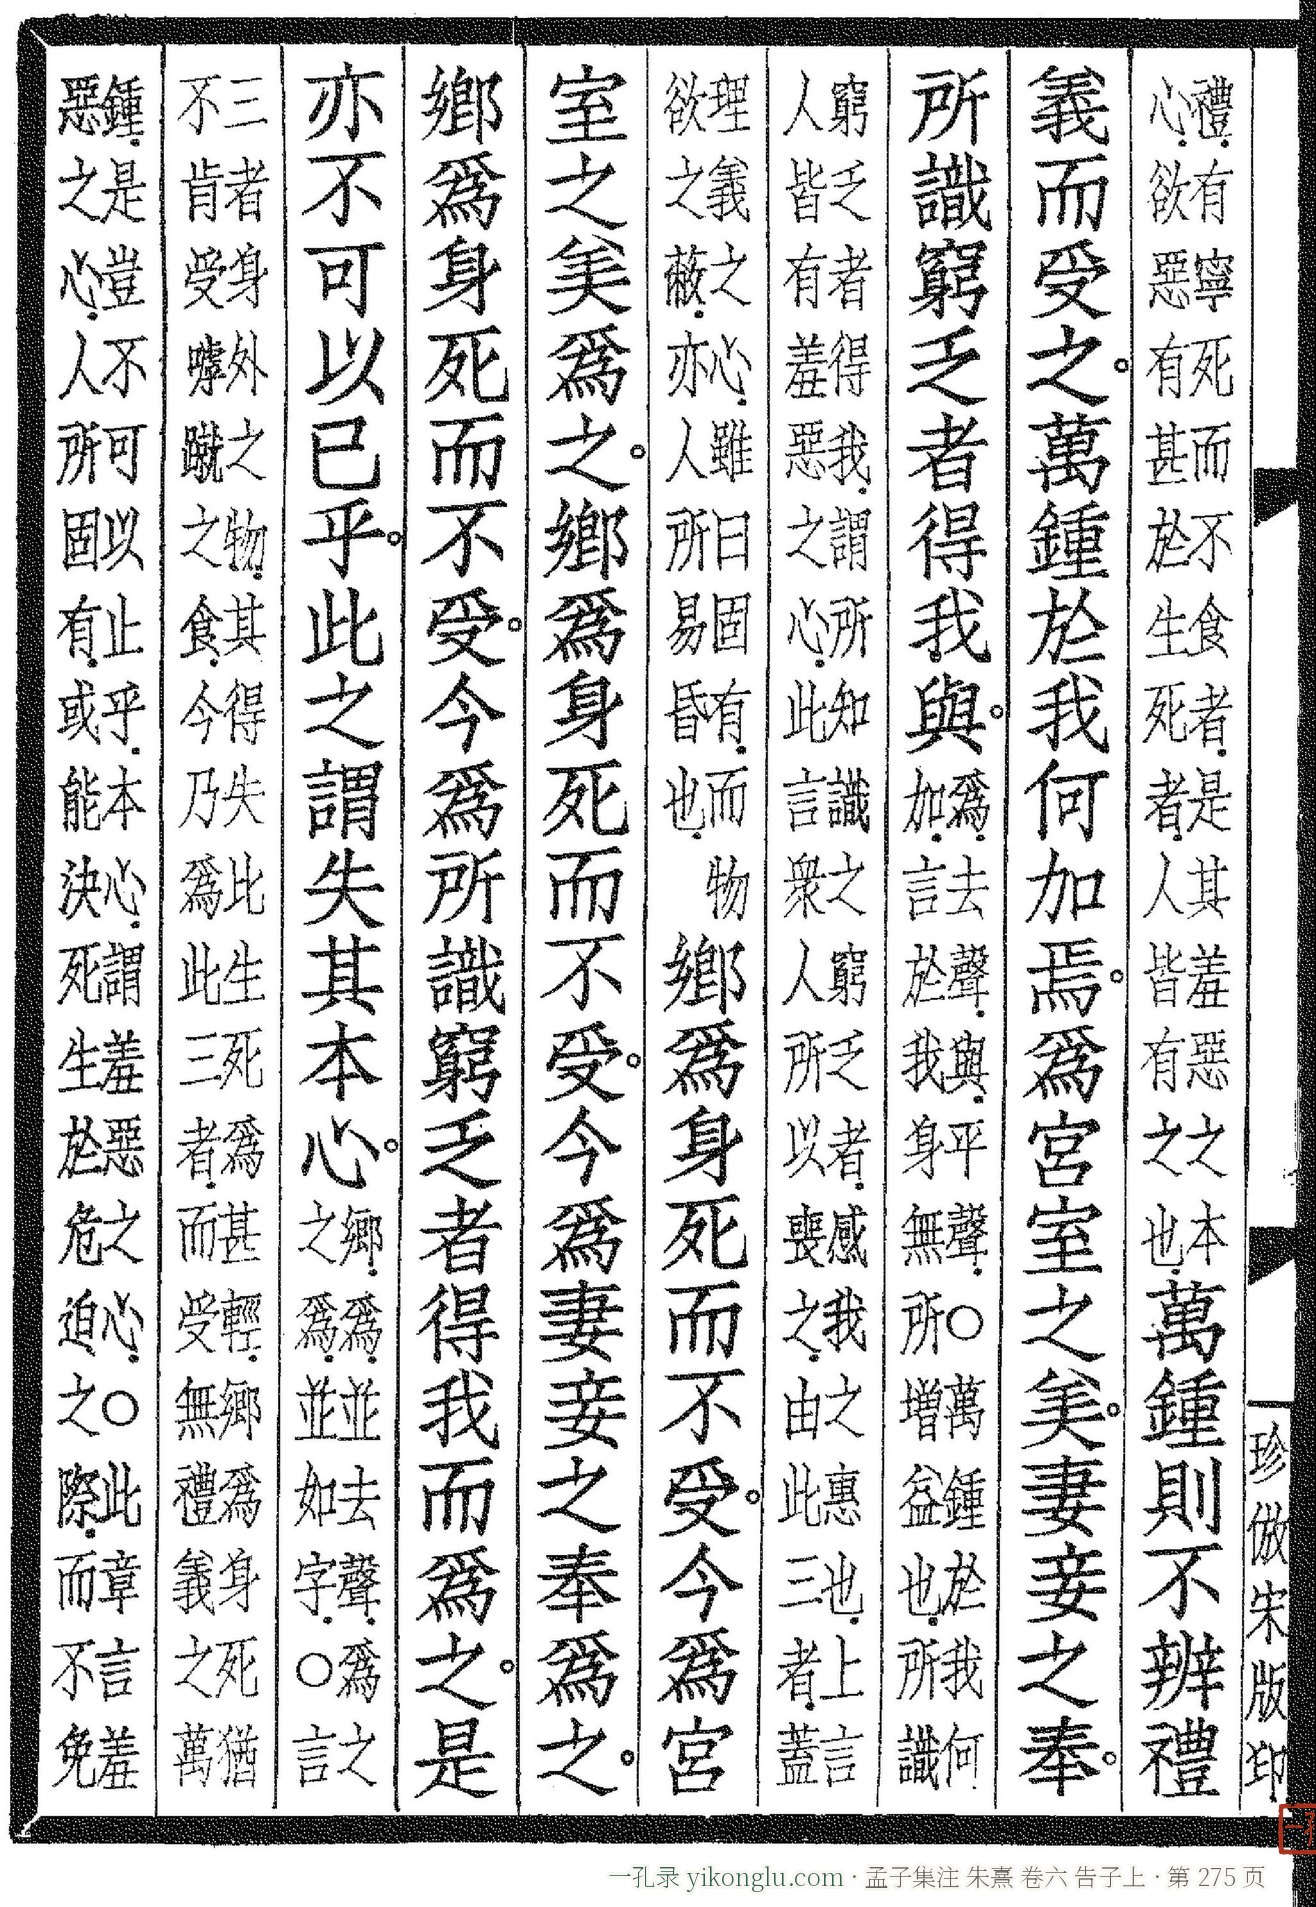 珍倣宋版印
禮。有寧死而不食者。是其羞惡之本心。欲惡有甚於生死者。人皆有之也。萬鍾則不辨禮
義而受之。萬鍾於我何加焉。爲宮室之美。妻妾之奉。
所識窮乏者得我與。爲。去聲。與。平聲。○萬鍾於我何加。言於我身無所增益也。所識
窮乏者得我。謂所知識之窮乏者。感我之惠也。上言人皆有羞惡之心。此言衆人所以喪之。由此三者。蓋
理義之心。雖曰固有。而物欲之蔽。亦人所易昏也。鄉爲身死而不受。今爲宮
室之美爲之。鄉爲身死而不受。今爲妻妾之奉爲之。
鄉爲身死而不受。今爲所識窮乏者得我而爲之。是
亦不可以已乎。此之謂失其本心。鄉。爲。並去聲。爲之之爲。並如字。○言
三者身外之物。其得失比生死爲甚輕。鄉爲身死猶不肯受嘑蹴之食。今乃爲此三者。而受無禮義之萬
鍾。是豈不可以止乎。本心。謂羞惡之心。○此章言羞惡之心。人所固有。或能決死生於危迫之際。而不免
一孔录 yikonglu.com · 孟子集注 朱熹 卷六 告子上 · 第 275 页